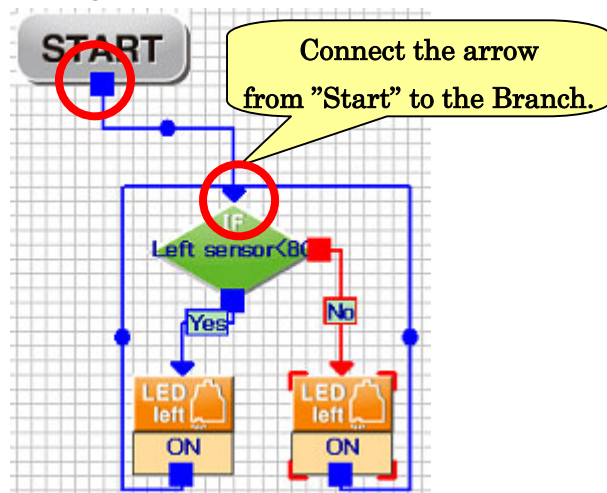 START
Connect the arrow
from ”Start” to the Branch.
IF
Left sensor<80
Yes
No
LED
left
ON
LED
left
ON